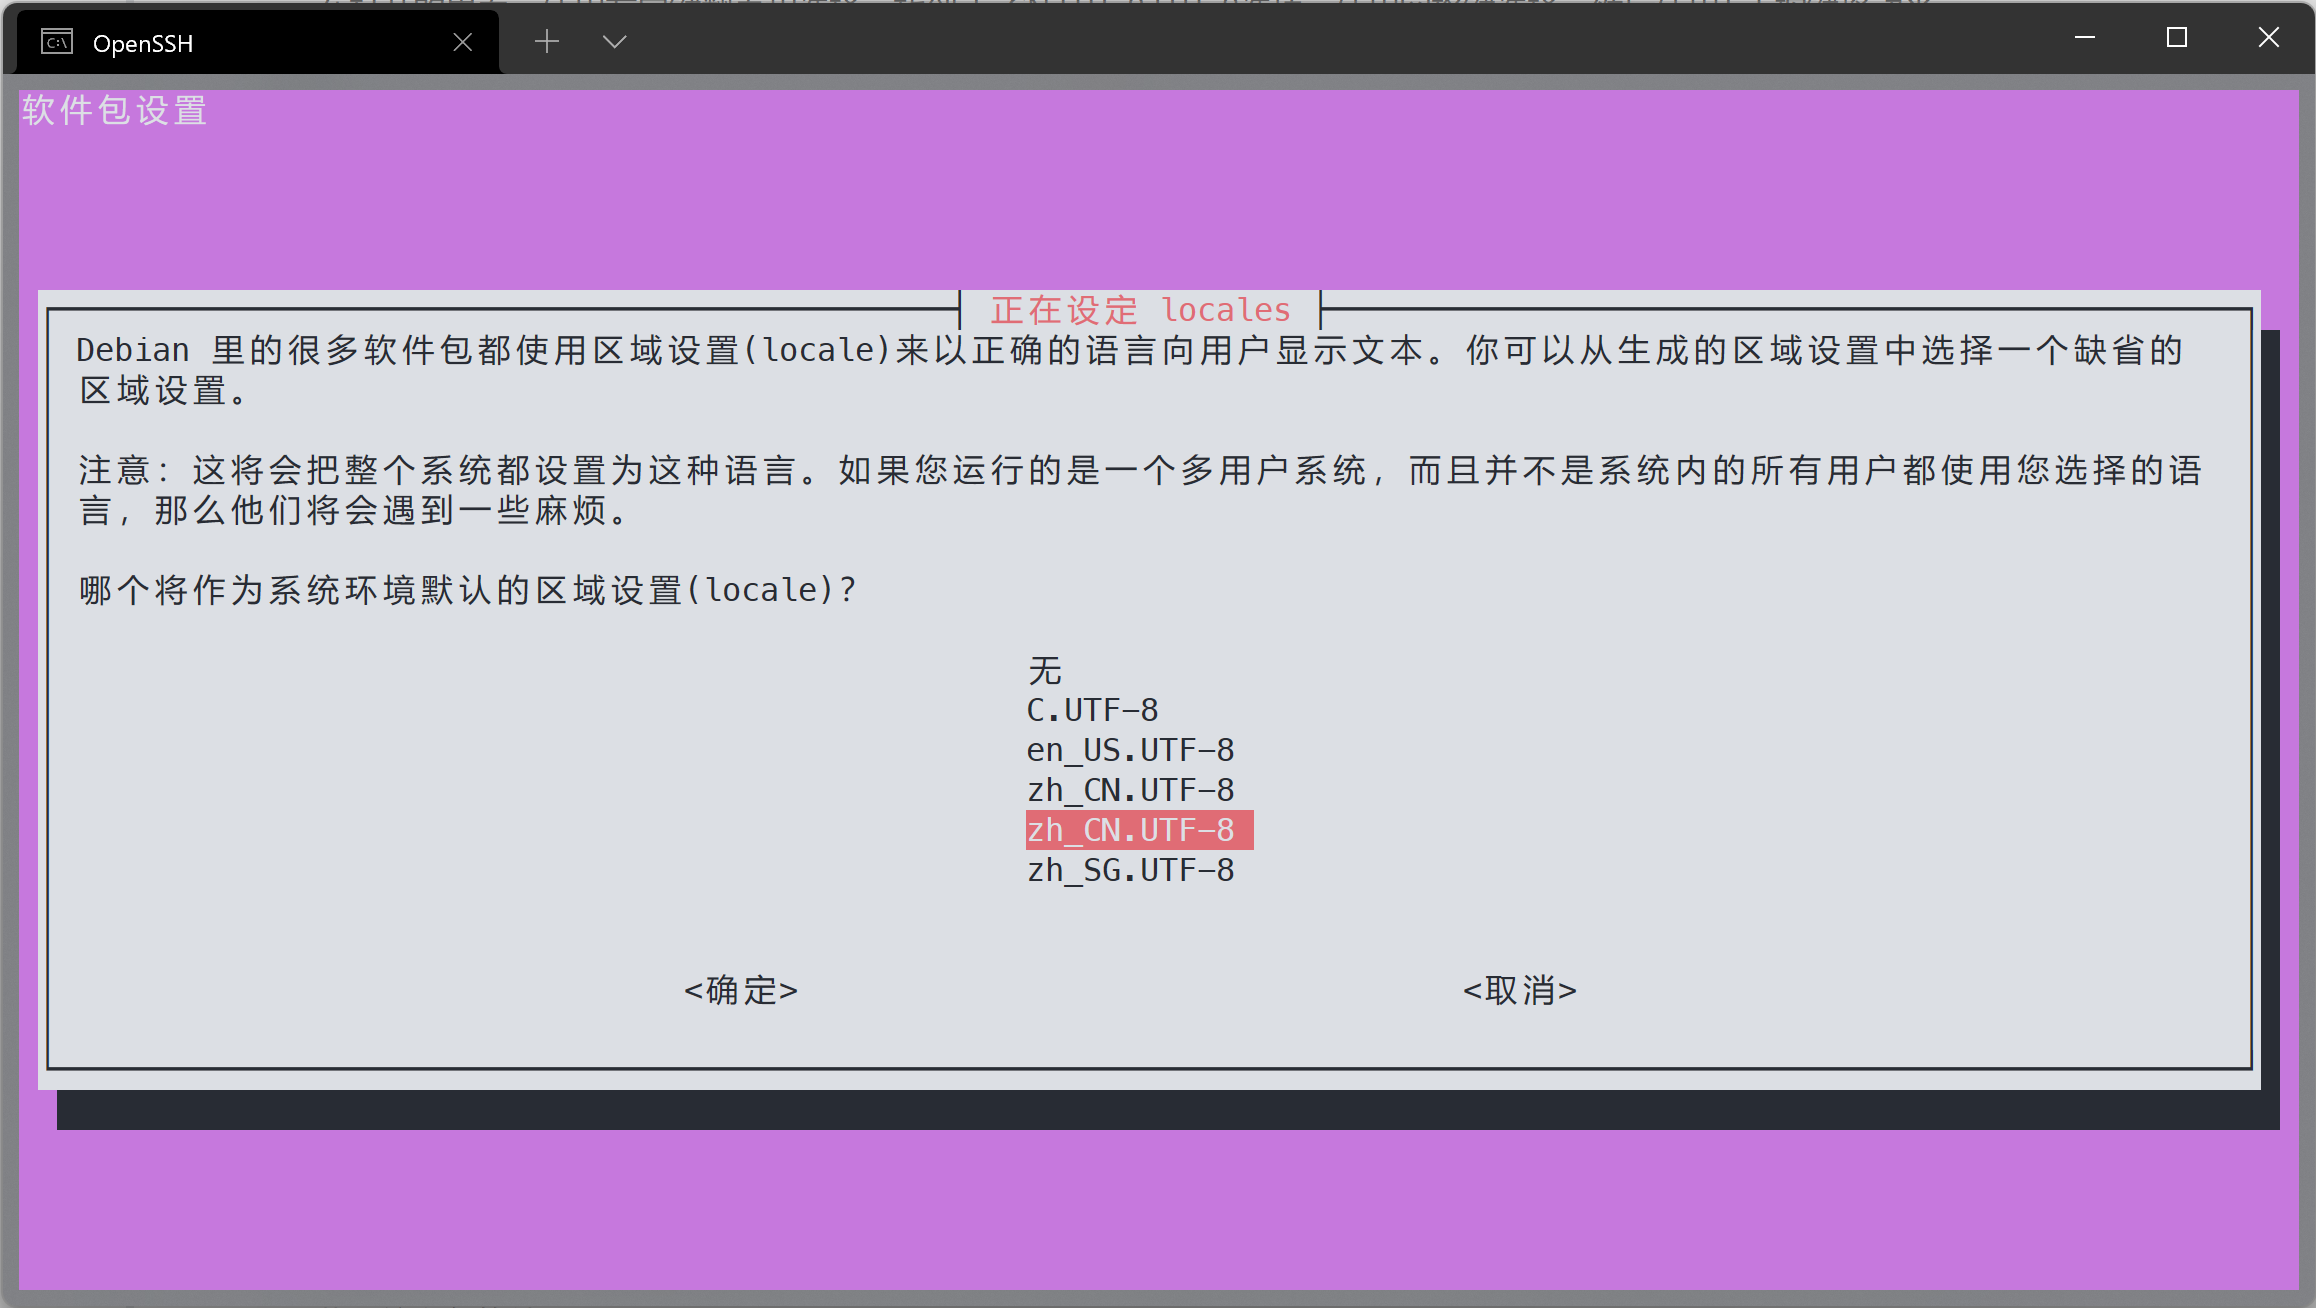 OpenSSH
软件包设置
正在设定 locales
Debian 里的很多软件包都使用区域设置(locale)来以正确的语言向用户显示文本。你可以从生成的区域设置中选择一个缺省的
区域设置。
注意：这将会把整个系统都设置为这种语言。如果您运行的是一个多用户系统，而且并不是系统内的所有用户都使用您选择的语
言，那么他们将会遇到一些麻烦。
哪个将作为系统环境默认的区域设置(locale)？
无
C.UTF-8
en_US.UTF-8
zh_CN.UTF-8
zh_CN.UTF-8
zh_SG.UTF-8
<确定> <取消>